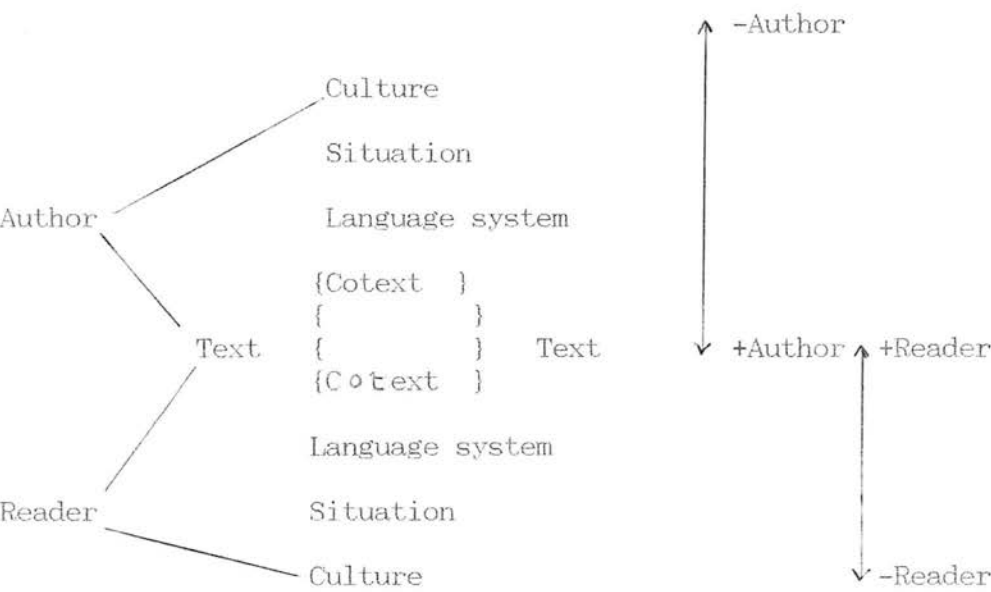 -Author
Culture
Situation
Author Language system
{Cotext }
{ }
Text { } Text +Author +Reader
{Cotext }
Language system
Reader Situation
Culture -Reader